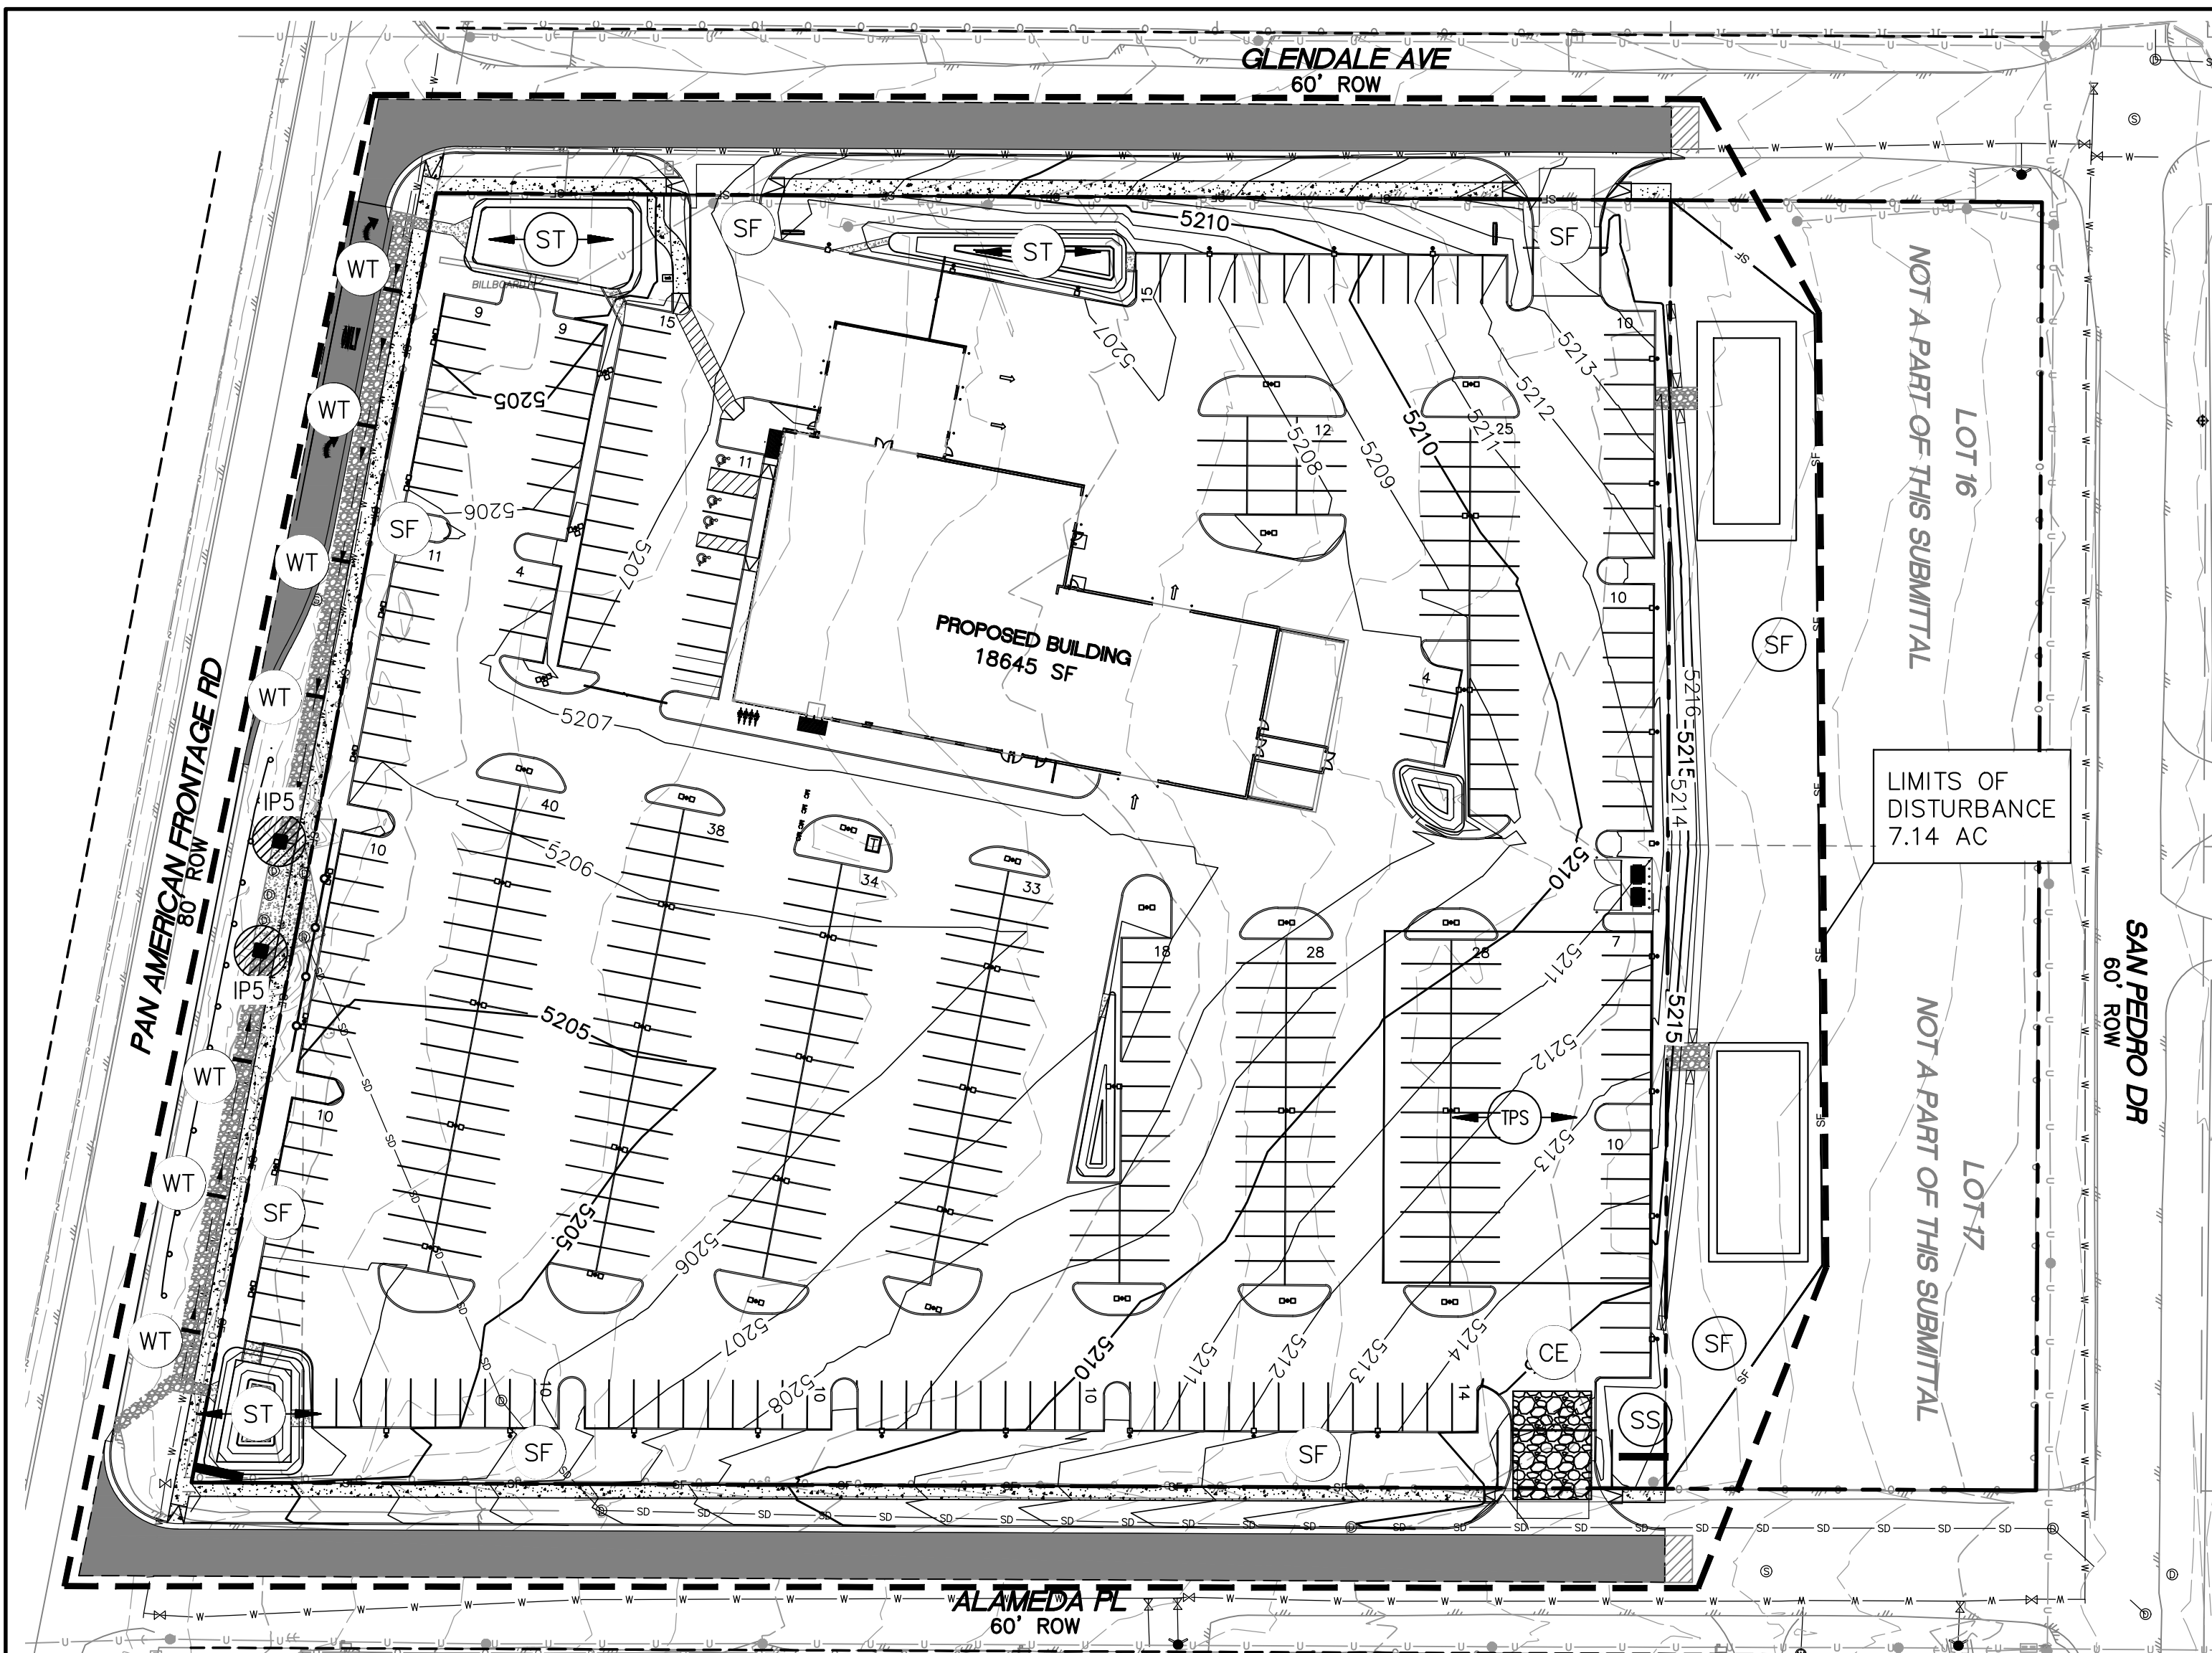 GLENDALE AVE
60' ROW
ST
SF
ST
SF
5210
WT
BILLBOARD
9
9
15
15
5207
10
5213
5212
5211
25
5210
12
5208
5209
WT
5205
5206
SF
11
4
11
5207
WT
10
NOT A PART OF THIS SUBMITTAL
LOT 16
PROPOSED BUILDING
18645 SF
SF
WT
5207
4
5216
5215
5214
LIMITS OF
DISTURBANCE
7.14 AC
PAN AMERICAN FRONTAGE RD
80' ROW
IP5
10
40
38
34
33
5206
5210
IP5
18
28
28
7
5211
5205
5215
5212
SAN PEDRO DR
60' ROW
WT
10
TPS
5213
10
NOT A PART OF THIS SUBMITTAL
LOT 17
WT
SF
5205
5206
5207
5208
5210
5211
5212
5213
5214
CE
SF
WT
ST
10
10
10
14
SS
SF
SF
ALAMEDA PL
60' ROW